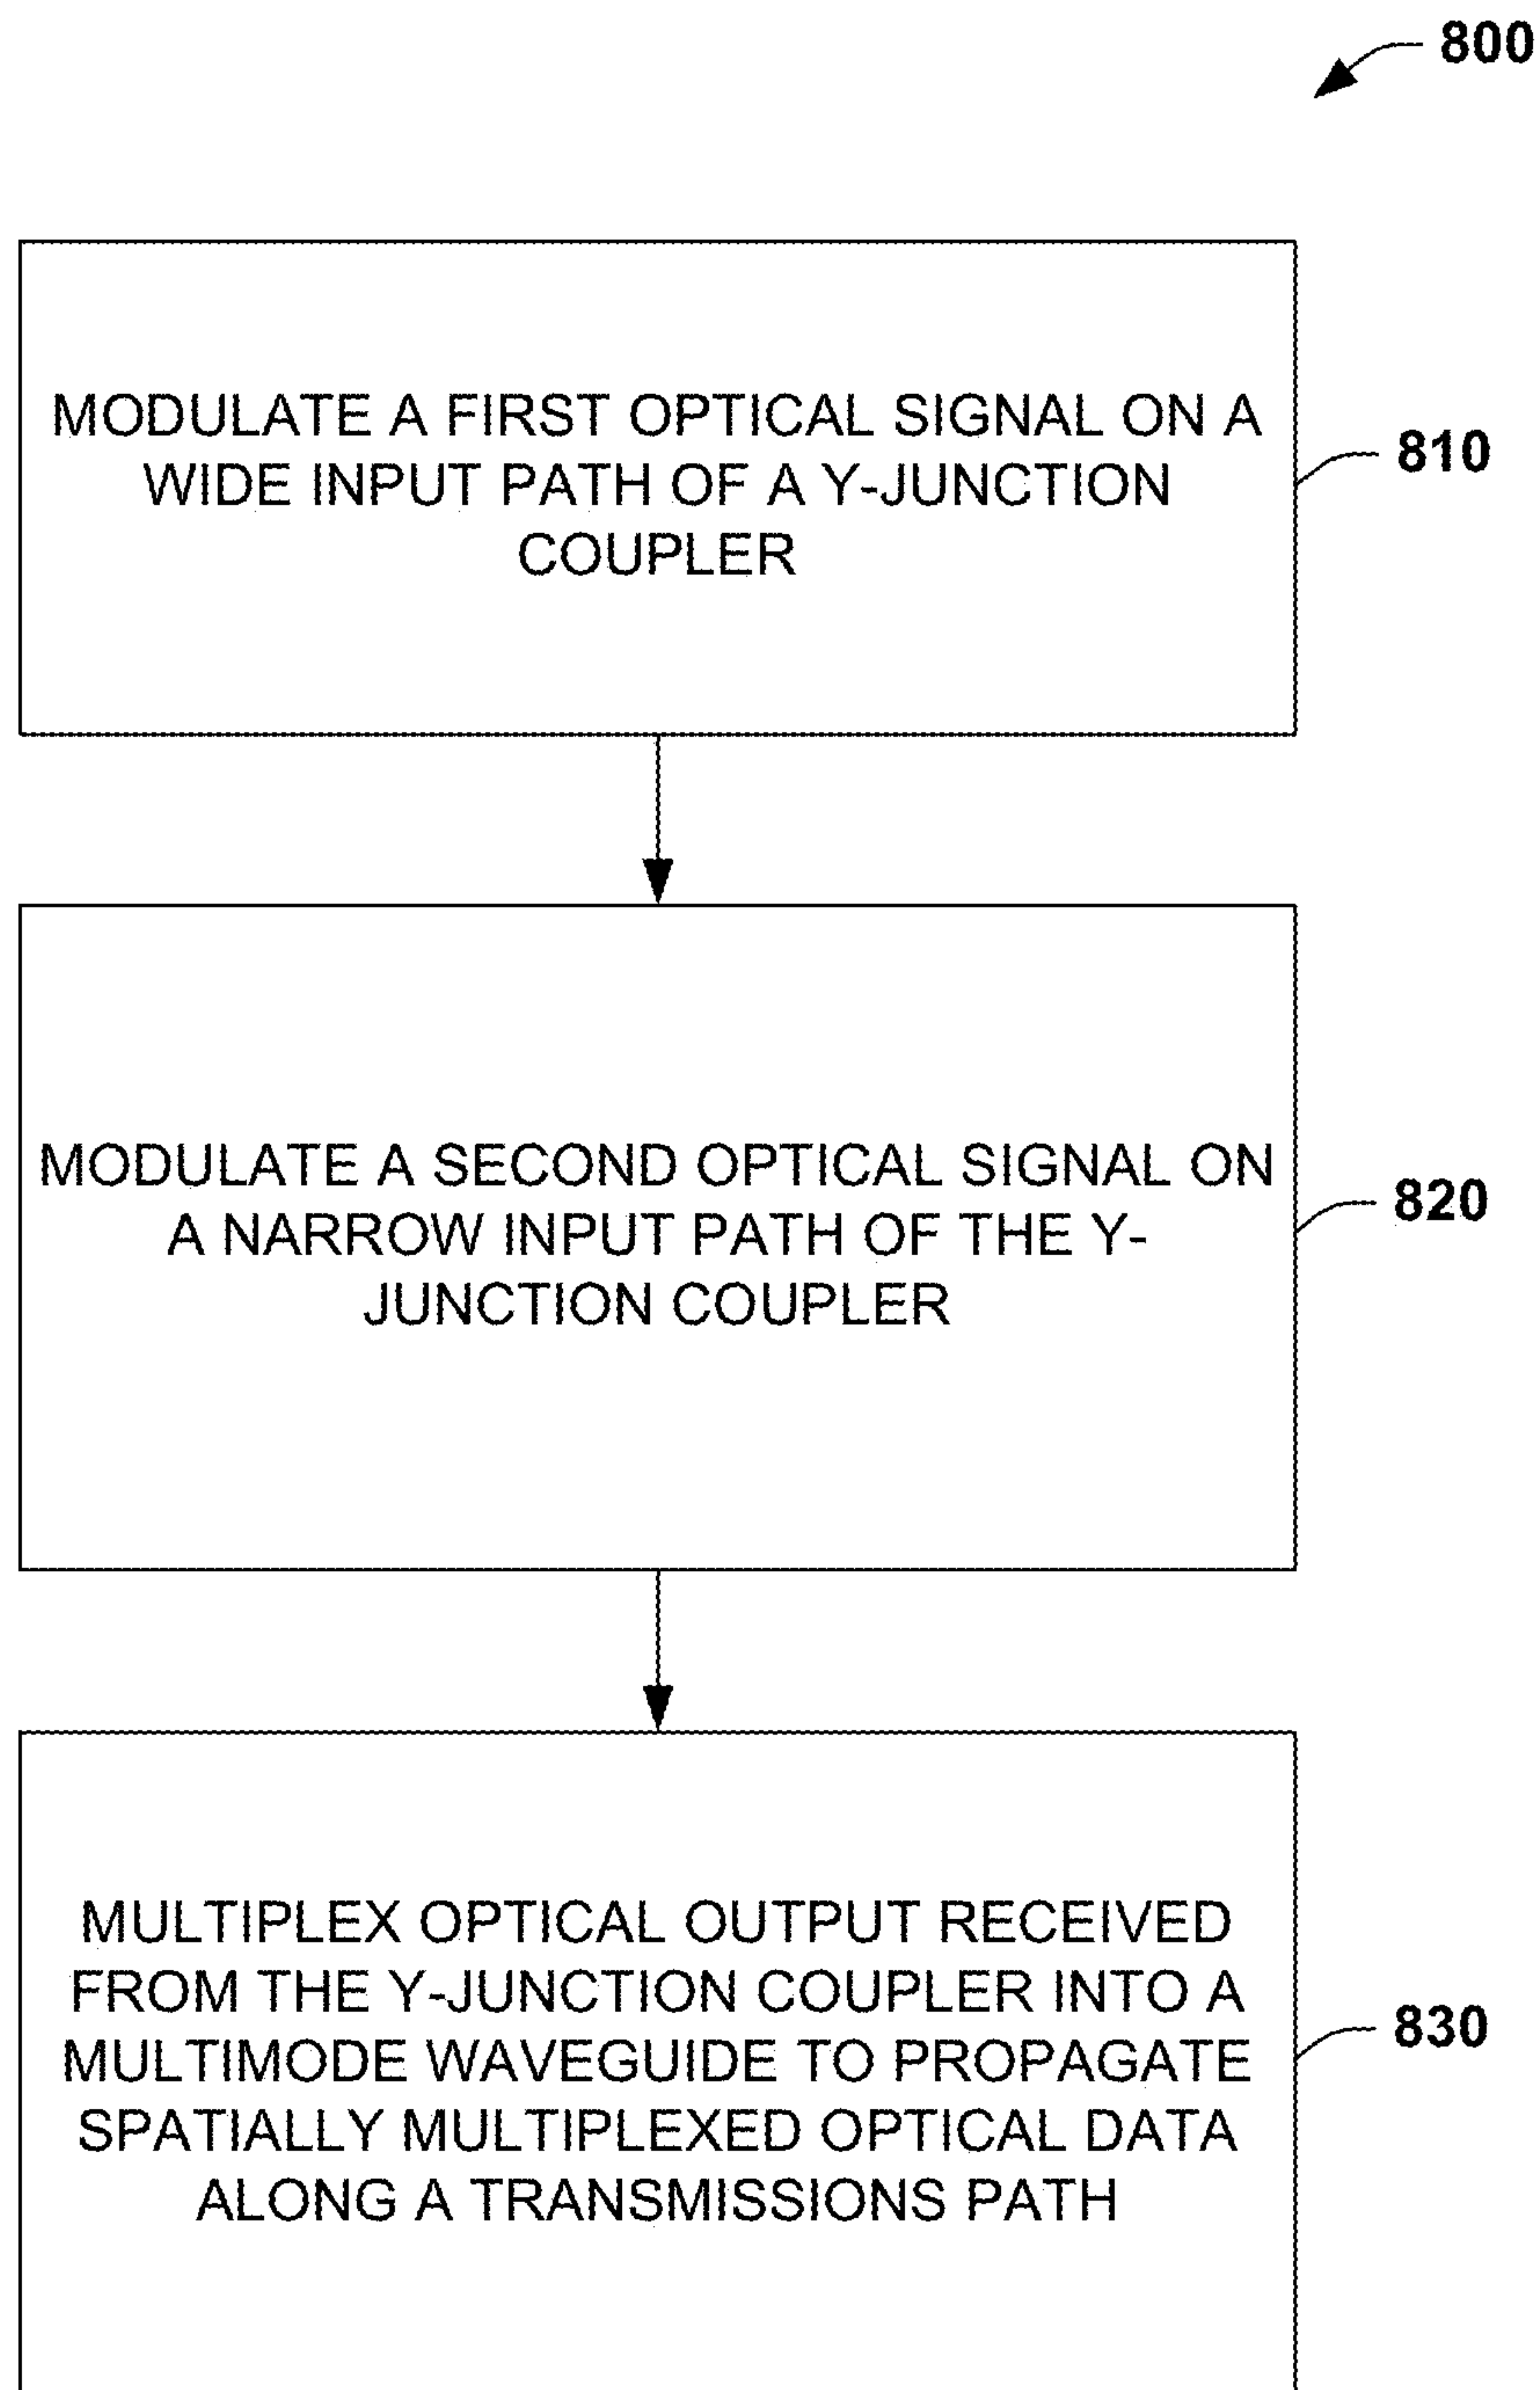 800
MODULATE A FIRST OPTICAL SIGNAL ON A
WIDE INPUT PATH OF A Y-JUNCTION
COUPLER
810
MODULATE A SECOND OPTICAL SIGNAL ON
A NARROW INPUT PATH OF THE Y-
JUNCTION COUPLER
820
MULTIPLEX OPTICAL OUTPUT RECEIVED
FROM THE Y-JUNCTION COUPLER INTO A
MULTIMODE WAVEGUIDE TO PROPAGATE
SPATIALLY MULTIPLEXED OPTICAL DATA
ALONG A TRANSMISSIONS PATH
830